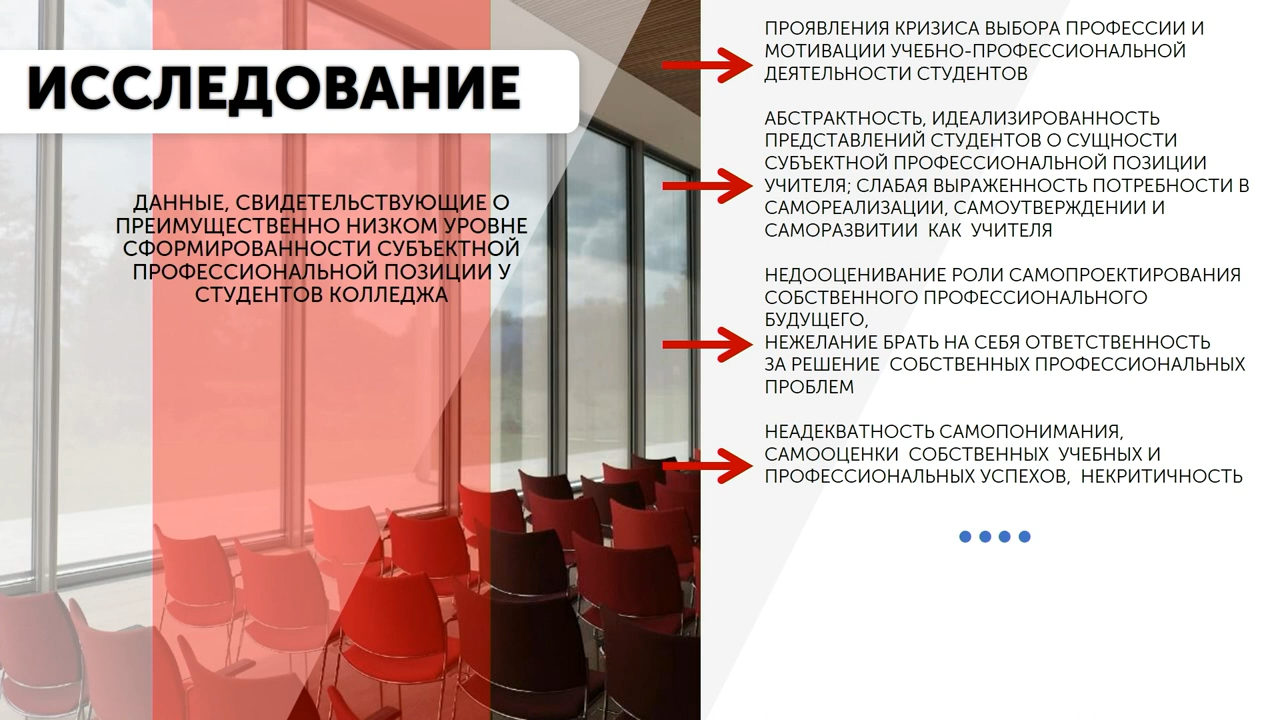 ИССЛЕДОВАНИЕ
ДАННЫЕ, СВИДЕТЕЛЬСТВУЮЩИЕ О
ПРЕИМУЩЕСТВЕННО НИЗКОМ УРОВНЕ
СФОРМИРОВАННОСТИ СУБЪЕКТНОЙ
ПРОФЕССИОНАЛЬНОЙ ПОЗИЦИИ У
СТУДЕНТОВ КОЛЛЕДЖА
ПРОЯВЛЕНИЯ КРИЗИСА ВЫБОРА ПРОФЕССИИ И
МОТИВАЦИИ УЧЕБНО-ПРОФЕССИОНАЛЬНОЙ
ДЕЯТЕЛЬНОСТИ СТУДЕНТОВ
АБСТРАКТНОСТЬ, ИДЕАЛИЗИРОВАННОСТЬ
ПРЕДСТАВЛЕНИЙ СТУДЕНТОВ О СУЩНОСТИ
СУБЪЕКТНОЙ ПРОФЕССИОНАЛЬНОЙ ПОЗИЦИИ
УЧИТЕЛЯ; СЛАБАЯ ВЫРАЖЕННОСТЬ ПОТРЕБНОСТИ В
САМОРЕАЛИЗАЦИИ, САМОУТВЕРЖДЕНИИ И
САМОРАЗВИТИИ КАК УЧИТЕЛЯ
НЕДООЦЕНИВАНИЕ РОЛИ САМОПРОЕКТИРОВАНИЯ
СОБСТВЕННОГО ПРОФЕССИОНАЛЬНОГО
БУДУЩЕГО,
НЕЖЕЛАНИЕ БРАТЬ НА СЕБЯ ОТВЕТСТВЕННОСТЬ
ЗА РЕШЕНИЕ СОБСТВЕННЫХ ПРОФЕССИОНАЛЬНЫХ
ПРОБЛЕМ
НЕАДЕКВАТНОСТЬ САМОПОНИМАНИЯ,
САМООЦЕНКИ СОБСТВЕННЫХ УЧЕБНЫХ И
ПРОФЕССИОНАЛЬНЫХ УСПЕХОВ, НЕКРИТИЧНОСТЬ